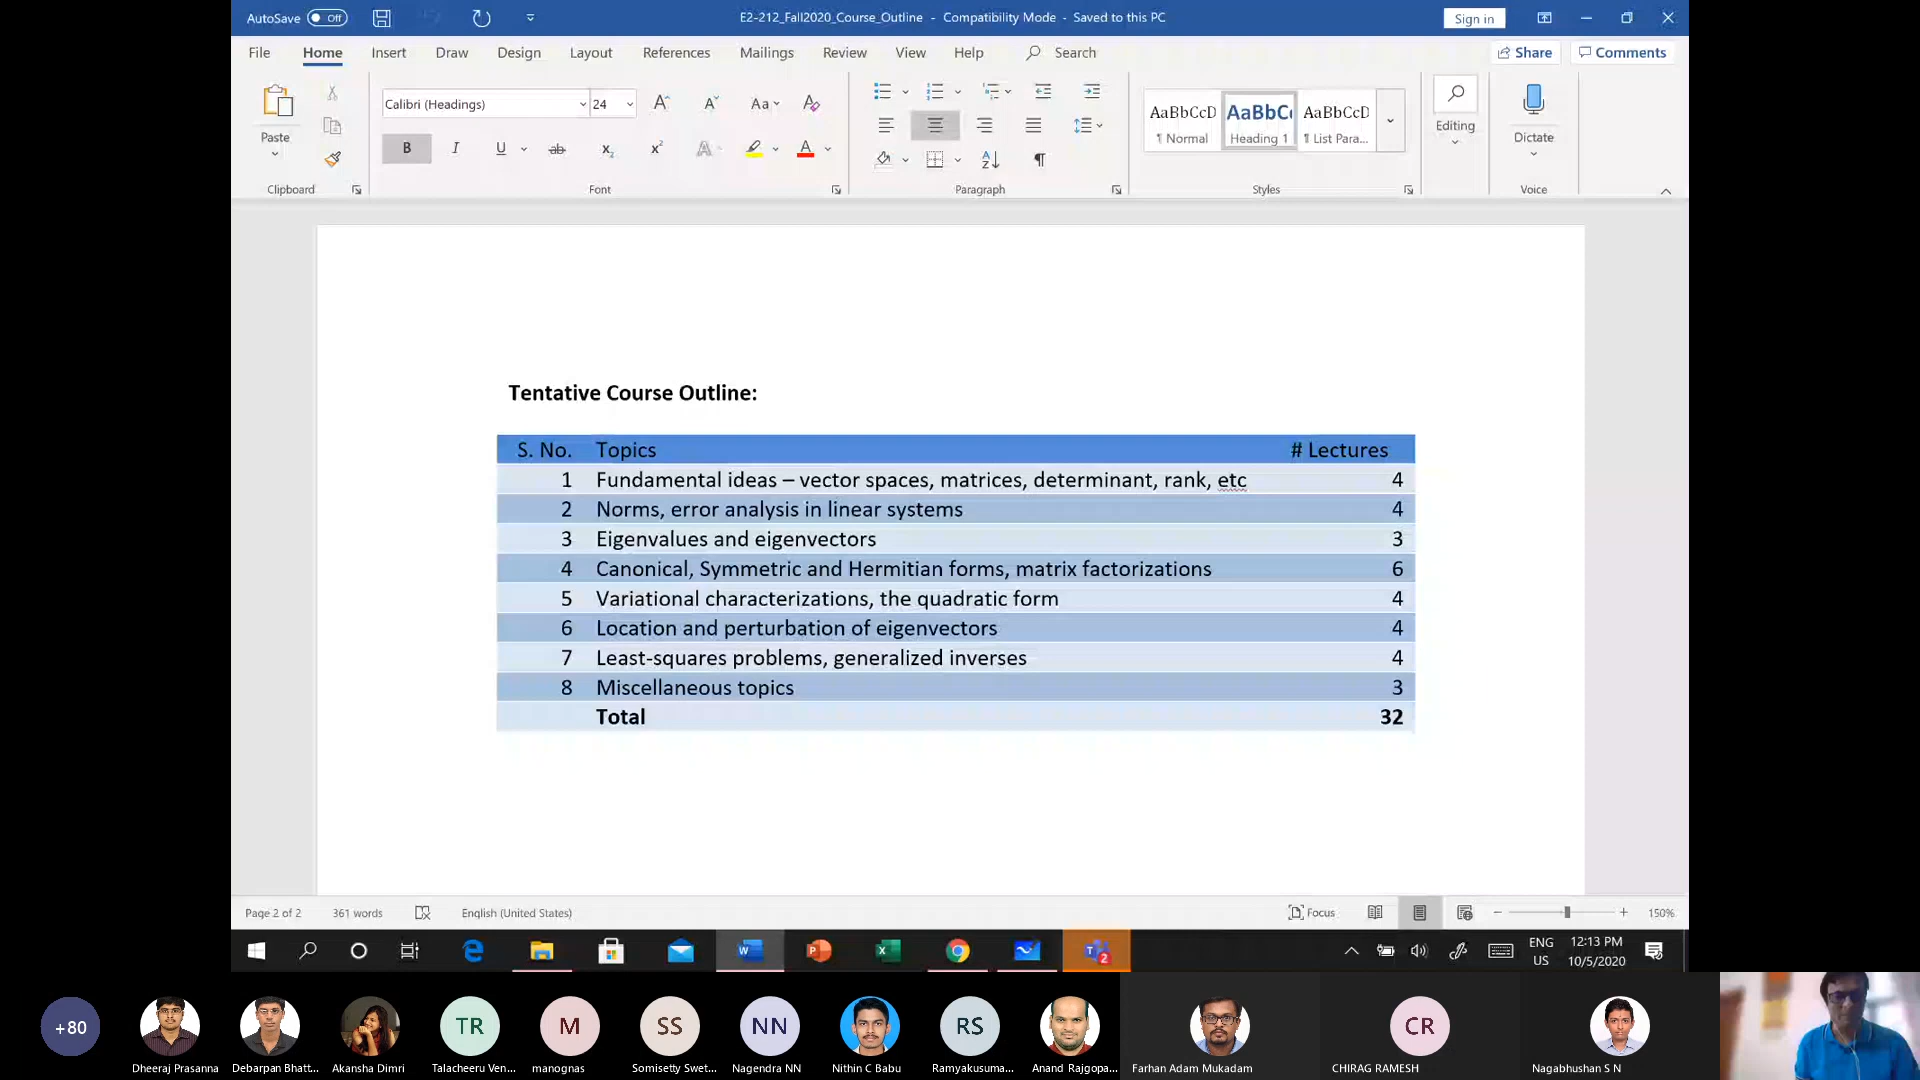 AutoSave Off E2-212_Fall2020_Course_Outline - Compatibility Mode - Saved to this PC Sign in
File Home Insert Draw Design Layout References Mailings Review View Help Search Share Comments
Calibri (Headings) 24 Aa
AaBbCcD AaBbCc AaBbCcD
¶ Normal Heading 1 ¶ List Para...
Paste B I U ab x₂ x² A A Editing Dictate
Clipboard Font Paragraph Styles Voice
Tentative Course Outline:
S. No. Topics # Lectures
1 Fundamental ideas – vector spaces, matrices, determinant, rank, etc 4
2 Norms, error analysis in linear systems 4
3 Eigenvalues and eigenvectors 3
4 Canonical, Symmetric and Hermitian forms, matrix factorizations 6
5 Variational characterizations, the quadratic form 4
6 Location and perturbation of eigenvectors 4
7 Least-squares problems, generalized inverses 4
8 Miscellaneous topics 3
Total 32
Page 2 of 2 361 words English (United States) Focus 150%
ENG 12:13 PM
US 10/5/2020
+80 TR M SS NN RS CR
Dheeraj Prasanna Debarpan Bhatt... Akansha Dimri Talacheeru Ven... manognas Somisetty Swet... Nagendra NN Nithin C Babu Ramyakusuma... Anand Rajgopa... Farhan Adam Mukadam CHIRAG RAMESH Nagabhushan S N